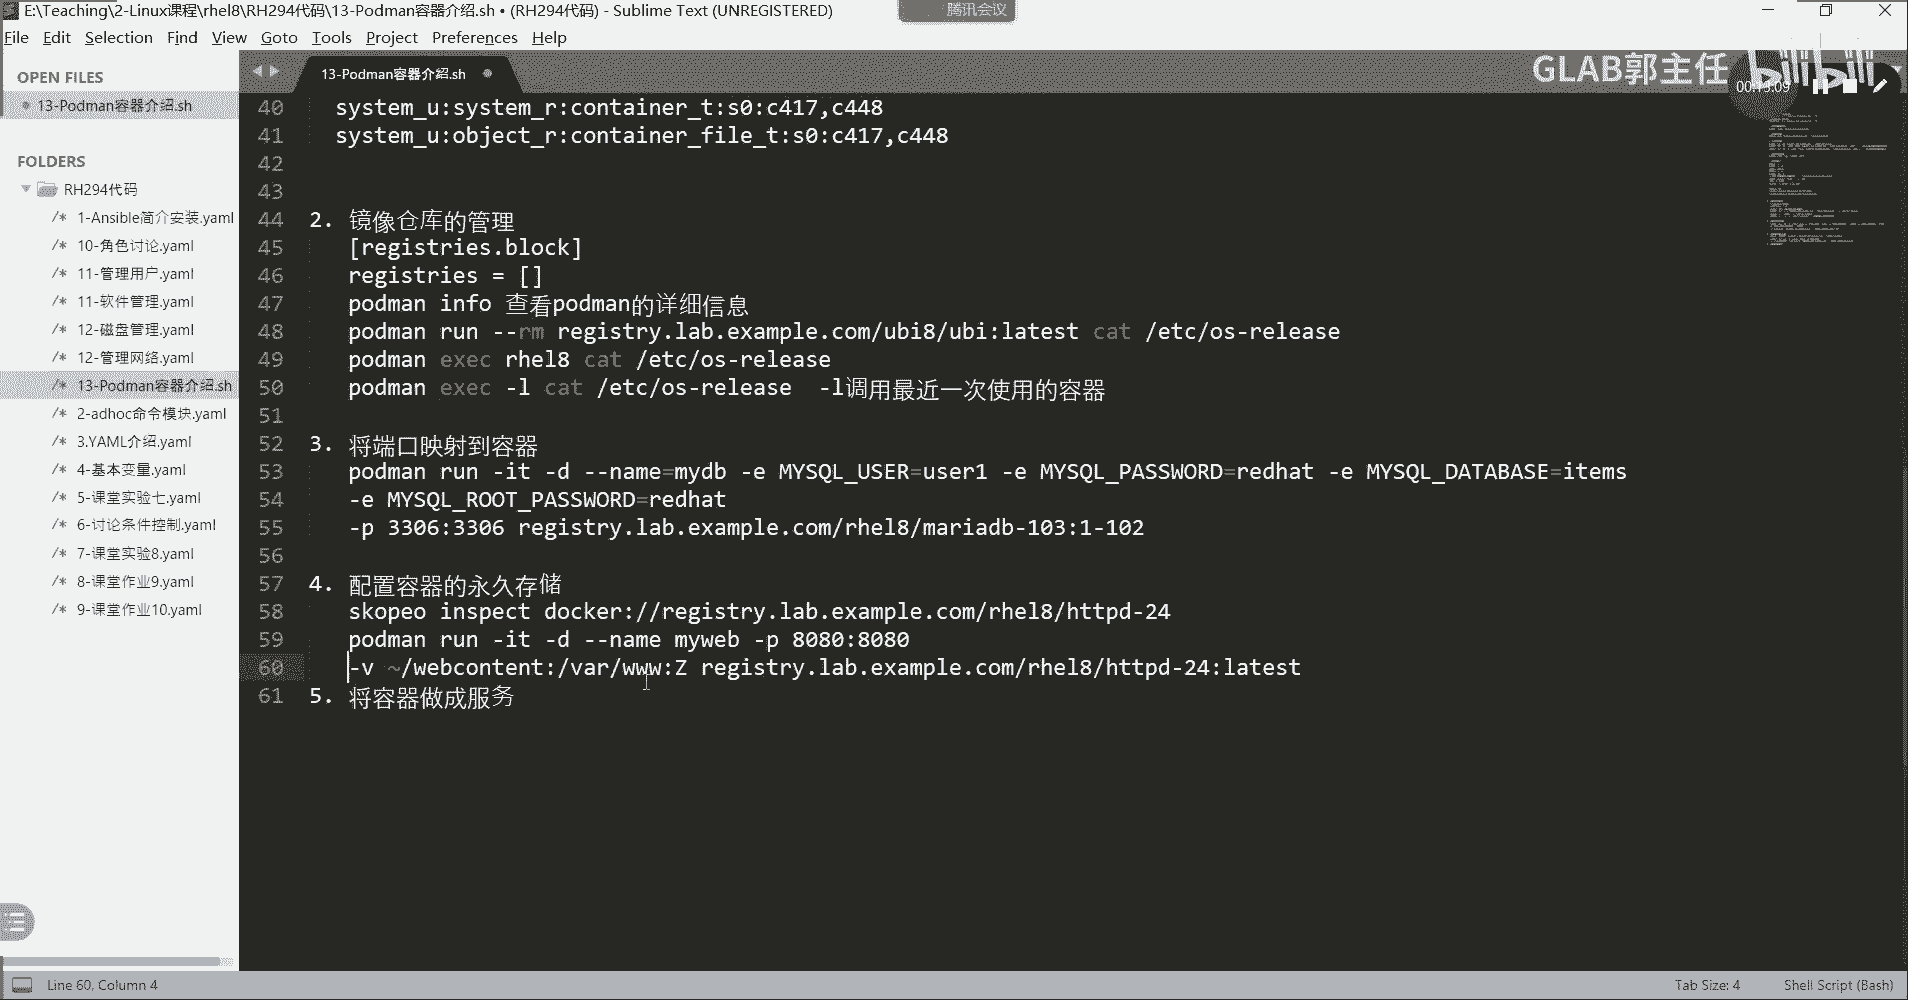 E:\Teaching\2-Linux课程\rhel8\RH294代码\13-Podman容器介绍.sh • (RH294代码) - Sublime Text (UNREGISTERED)
腾讯会议
File Edit Selection Find View Goto Tools Project Preferences Help
OPEN FILES
13-Podman容器介绍.sh
FOLDERS
RH294代码
/* 1-Ansible简介安装.yaml
/* 10-角色讨论.yaml
/* 11-管理用户.yaml
/* 11-软件管理.yaml
/* 12-磁盘管理.yaml
/* 12-管理网络.yaml
/* 13-Podman容器介绍.sh
/* 2-adhoc命令模块.yaml
/* 3.YAML介绍.yaml
/* 4-基本变量.yaml
/* 5-课堂实验七.yaml
/* 6-讨论条件控制.yaml
/* 7-课堂实验8.yaml
/* 8-课堂作业9.yaml
/* 9-课堂作业10.yaml
13-Podman容器介绍.sh
GLAB郭主任 bilibili
00:13:09
40 system_u:system_r:container_t:s0:c417,c448
41 system_u:object_r:container_file_t:s0:c417,c448
42
43
44 2. 镜像仓库的管理
45 [registries.block]
46 registries = []
47 podman info 查看podman的详细信息
48 podman run --rm registry.lab.example.com/ubi8/ubi:latest cat /etc/os-release
49 podman exec rhel8 cat /etc/os-release
50 podman exec -l cat /etc/os-release  -l调用最近一次使用的容器
51
52 3. 将端口映射到容器
53 podman run -it -d --name=mydb -e MYSQL_USER=user1 -e MYSQL_PASSWORD=redhat -e MYSQL_DATABASE=items
54 -e MYSQL_ROOT_PASSWORD=redhat
55 -p 3306:3306 registry.lab.example.com/rhel8/mariadb-103:1-102
56
57 4. 配置容器的永久存储
58 skopeo inspect docker://registry.lab.example.com/rhel8/httpd-24
59 podman run -it -d --name myweb -p 8080:8080
60 -v ~/webcontent:/var/www:Z registry.lab.example.com/rhel8/httpd-24:latest
61 5. 将容器做成服务
Line 60, Column 4
Tab Size: 4
Shell Script (Bash)